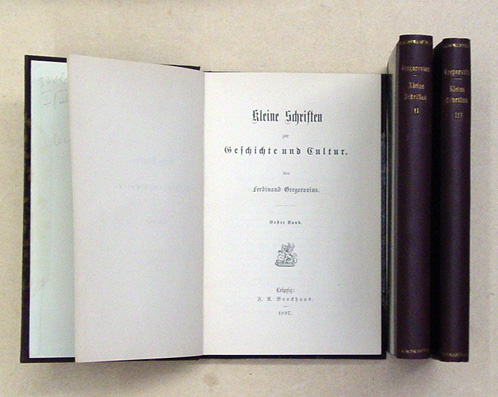 Kleine Schriften
zur
Geschichte und Cultur.
Von
Ferdinand Gregorovius.
Erster Band.
Leipzig:
F. A. Brockhaus.
1887.
Gregorovius
Kleine
Schriften
II
Gregorovius
Kleine
Schriften
III